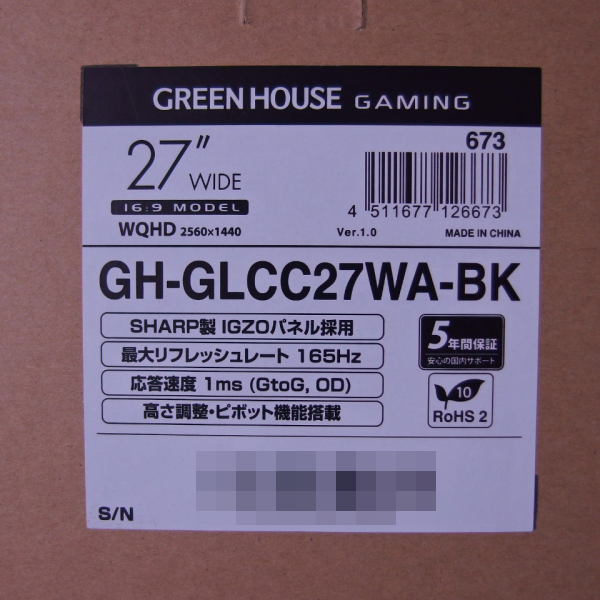 GREEN HOUSE GAMING
27" WIDE
673
16:9 MODEL
WQHD 2560×1440
4 511677 126673
Ver.1.0
MADE IN CHINA
GH-GLCC27WA-BK
SHARP製 IGZOパネル採用
最大リフレッシュレート 165Hz
応答速度 1ms (GtoG, OD)
高さ調整・ピボット機能搭載
5年間保証
安心の国内サポート
10
RoHS 2
S/N